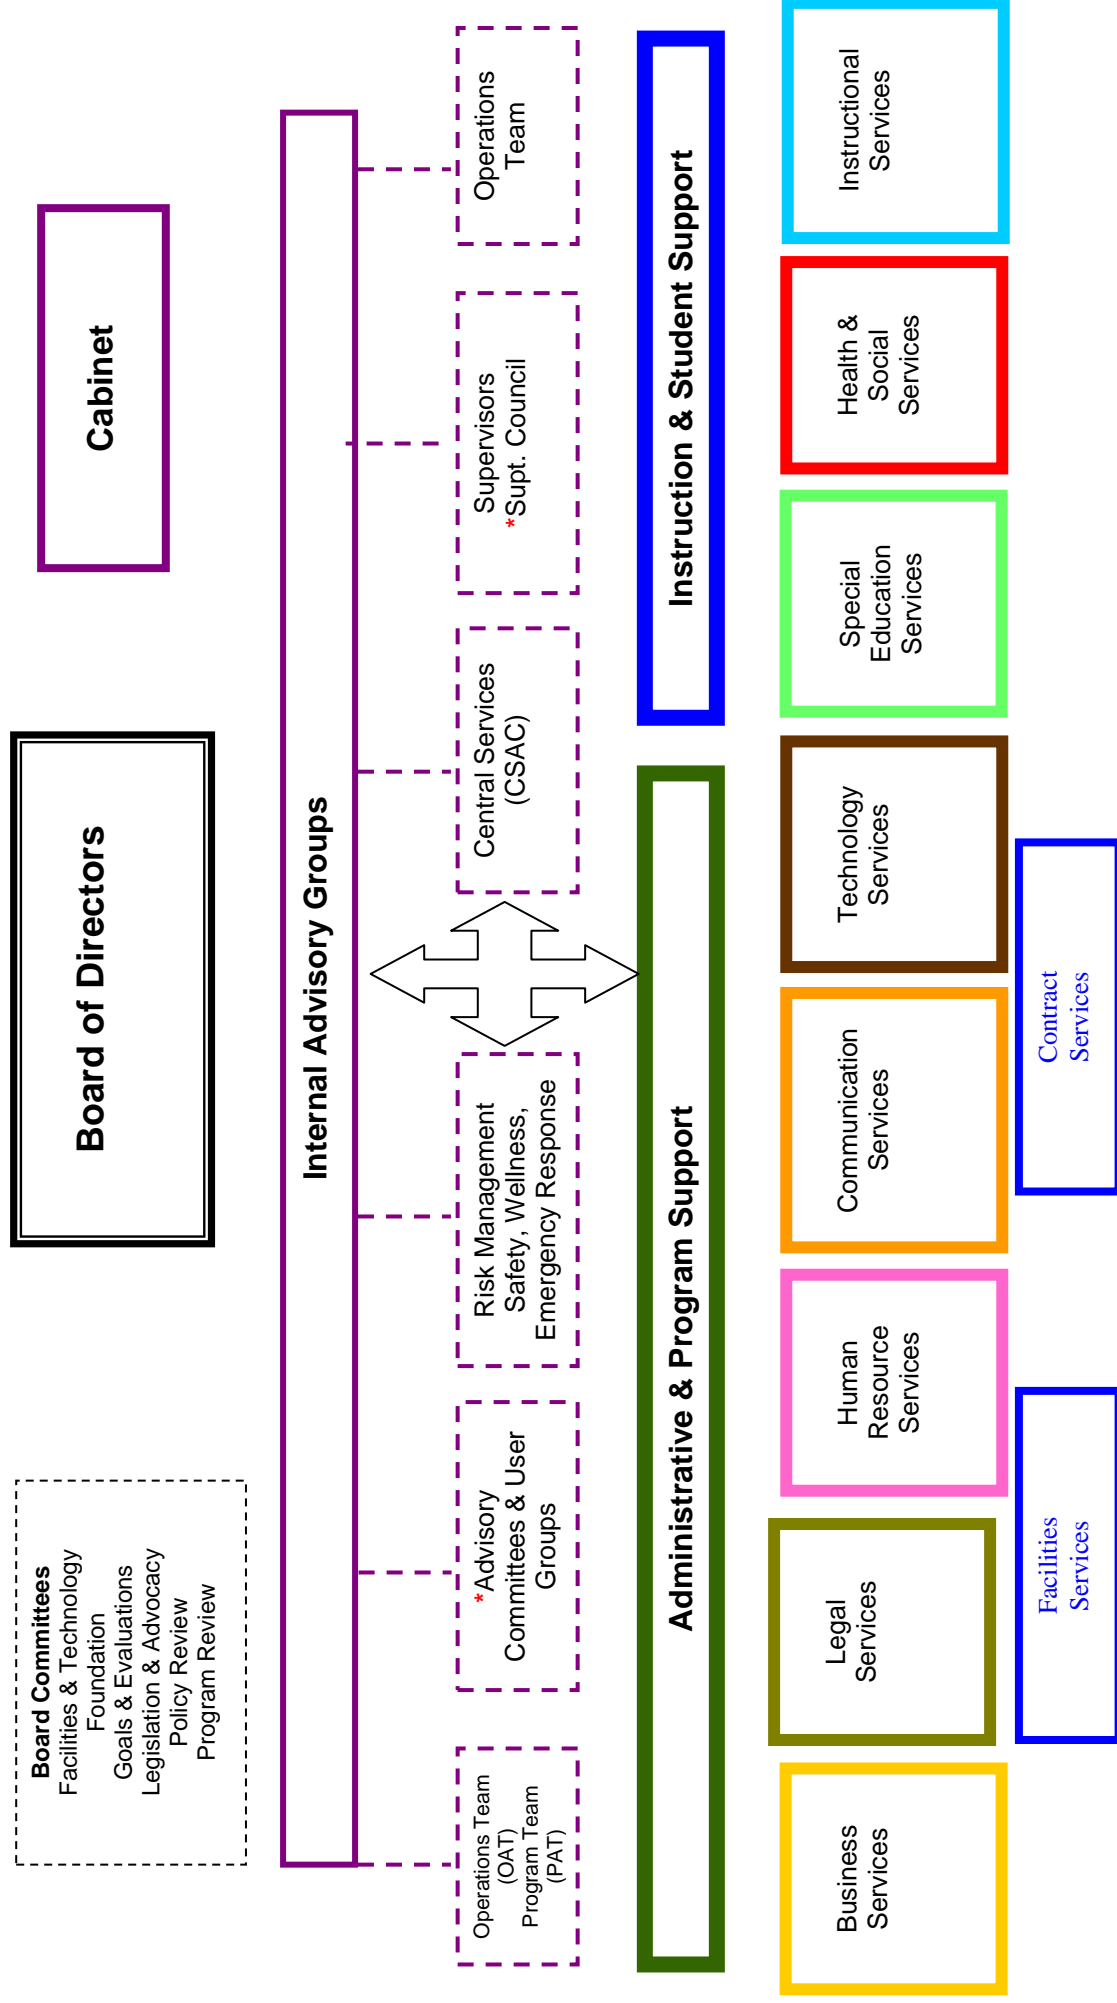 Board Committees
Facilities & Technology
Foundation
Goals & Evaluations
Legislation & Advocacy
Policy Review
Program Review
Board of Directors
Cabinet
Internal Advisory Groups
Operations Team
(OAT)
Program Team
(PAT)
*Advisory
Committees & User
Groups
Risk Management
Safety, Wellness,
Emergency Response
Central Services
(CSAC)
Supervisors
*Supt. Council
Operations
Team
Administrative & Program Support
Instruction & Student Support
Business
Services
Legal
Services
Human
Resource
Services
Communication
Services
Technology
Services
Special
Education
Services
Health &
Social
Services
Instructional
Services
Facilities
Services
Contract
Services